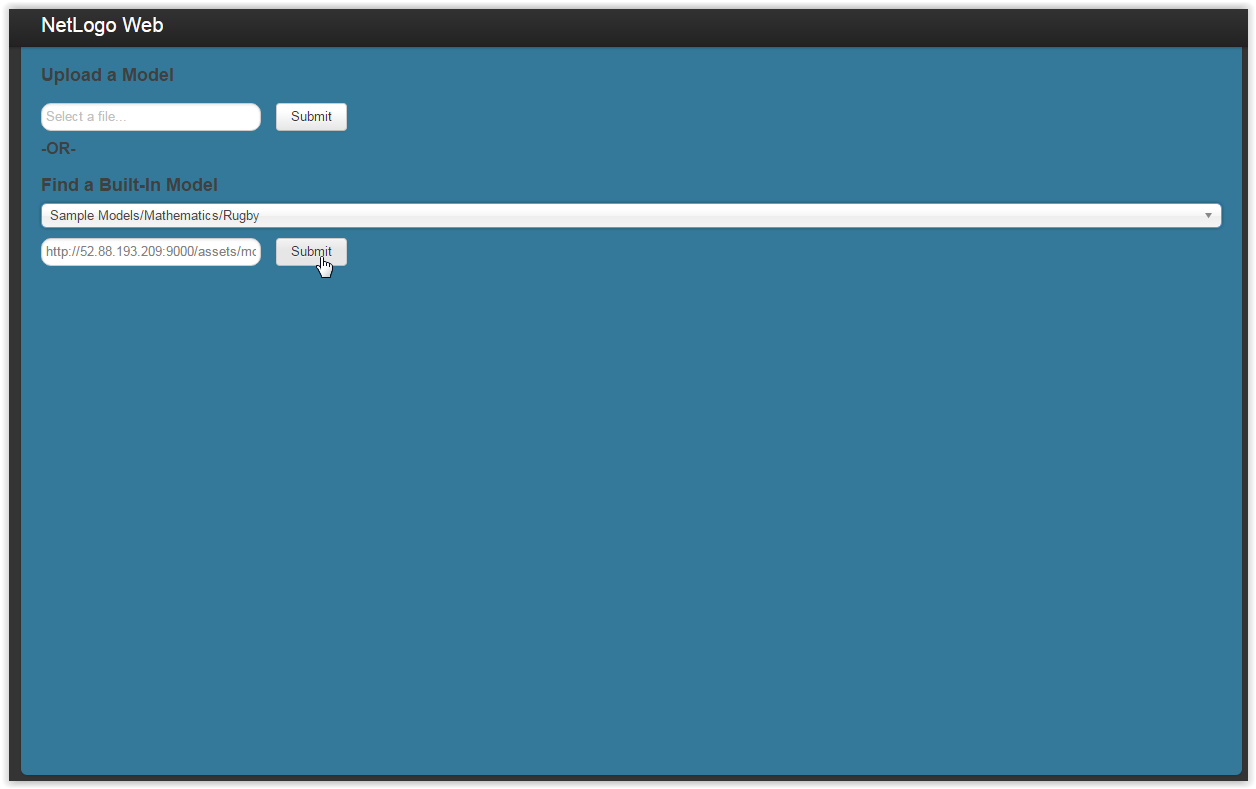 NetLogo Web
Upload a Model
Select a file... Submit
-OR-
Find a Built-In Model
Sample Models/Mathematics/Rugby
http://52.88.193.209:9000/assets/mo Submit